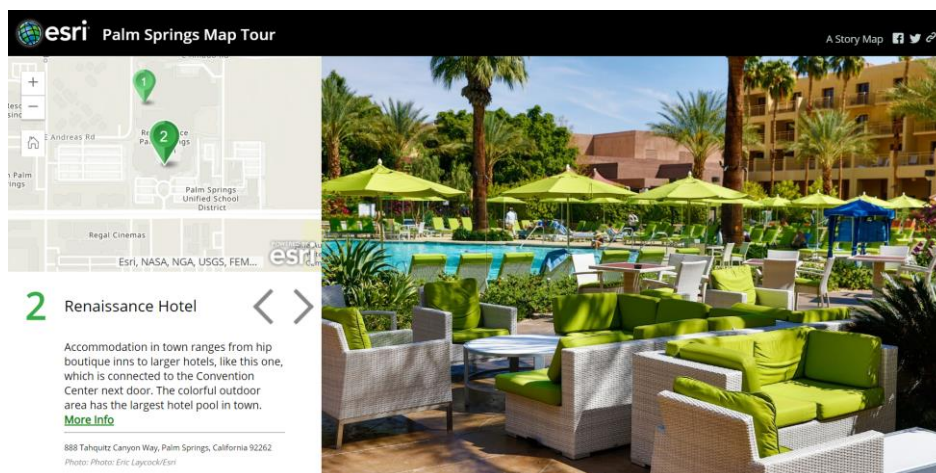 esri Palm Springs Map Tour
A Story Map
+
1
−
E Andreas Rd
2
Palm Springs
Unified School
District
Regal Cinemas
Esri, NASA, NGA, USGS, FEM...
esri
2 Renaissance Hotel
Accommodation in town ranges from hip
boutique inns to larger hotels, like this one,
which is connected to the Convention
Center next door. The colorful outdoor
area has the largest hotel pool in town.
More Info
888 Tahquitz Canyon Way, Palm Springs, California 92262
Photo: Photo: Eric Laycock/Esri